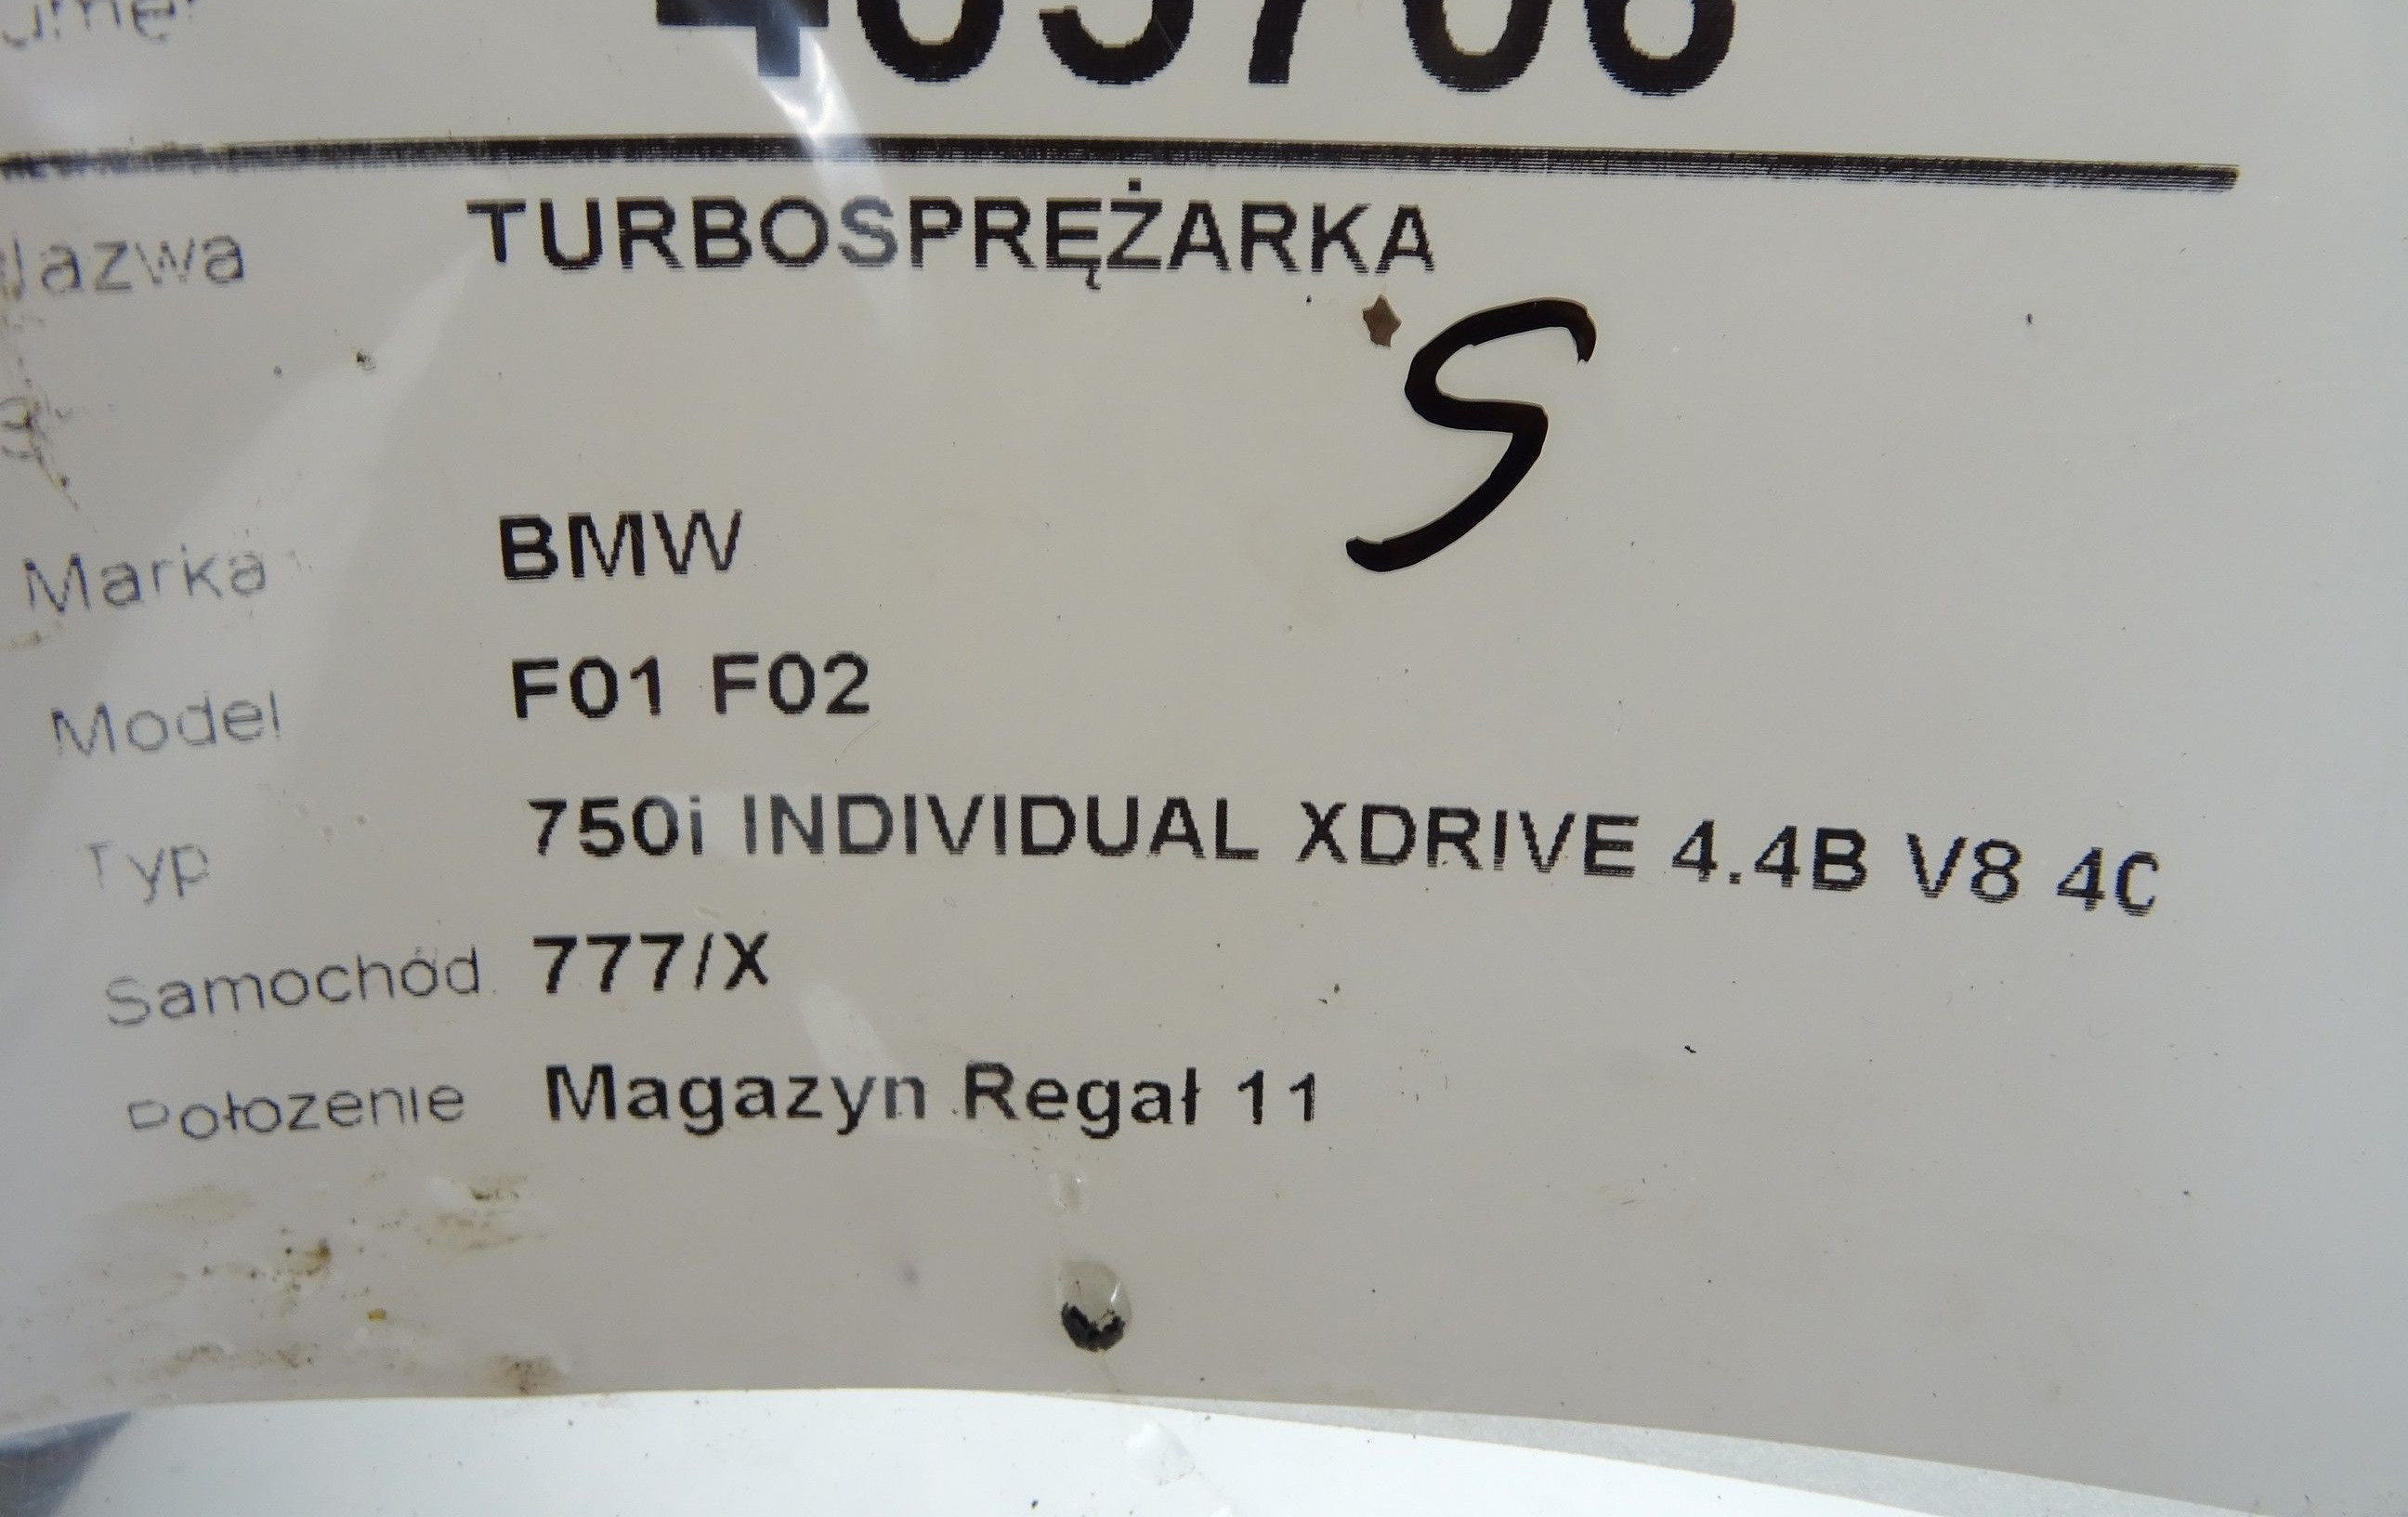 TURBOSPRĘŻARKA
S
Marka BMW
Model F01 F02
Typ 750i INDIVIDUAL XDRIVE 4.4B V8 4C
Samochód 777/X
Położenie Magazyn Regał 11